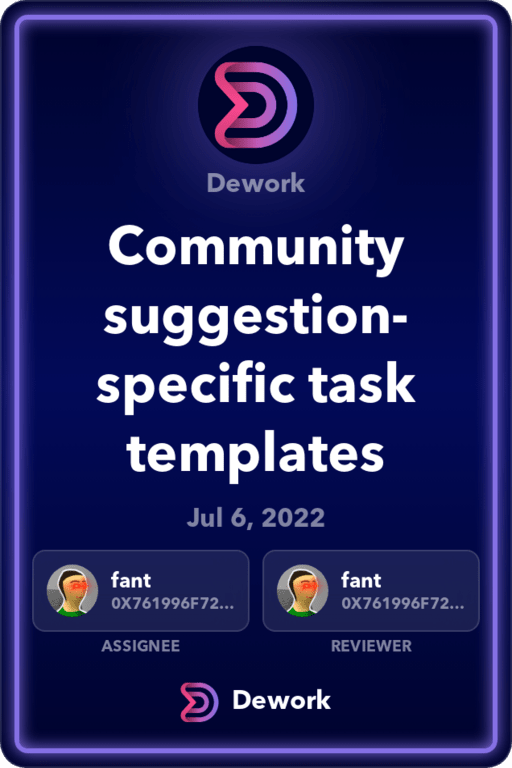 Dework
Community
suggestion-
specific task
templates
Jul 6, 2022
fant
0X761996F72...
ASSIGNEE
fant
0X761996F72...
REVIEWER
Dework